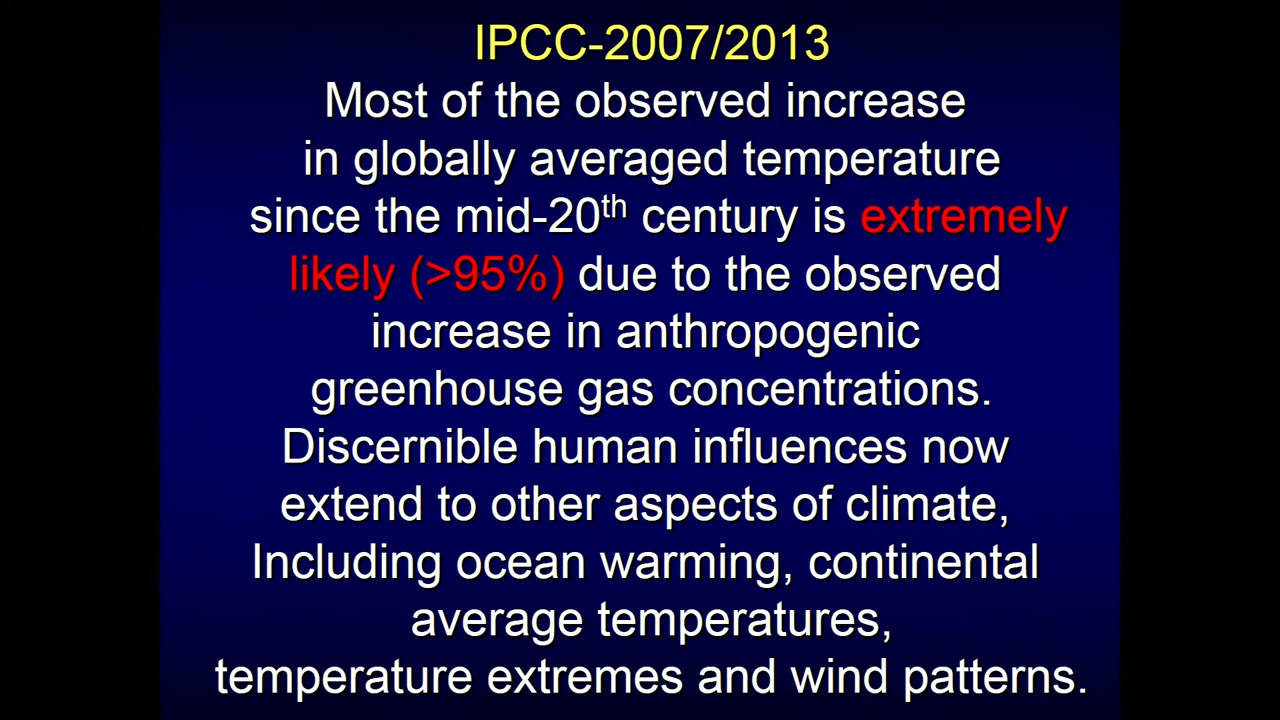 IPCC-2007/2013
Most of the observed increase
in globally averaged temperature
since the mid-20th century is extremely
likely (>95%) due to the observed
increase in anthropogenic
greenhouse gas concentrations.
Discernible human influences now
extend to other aspects of climate,
Including ocean warming, continental
average temperatures,
temperature extremes and wind patterns.